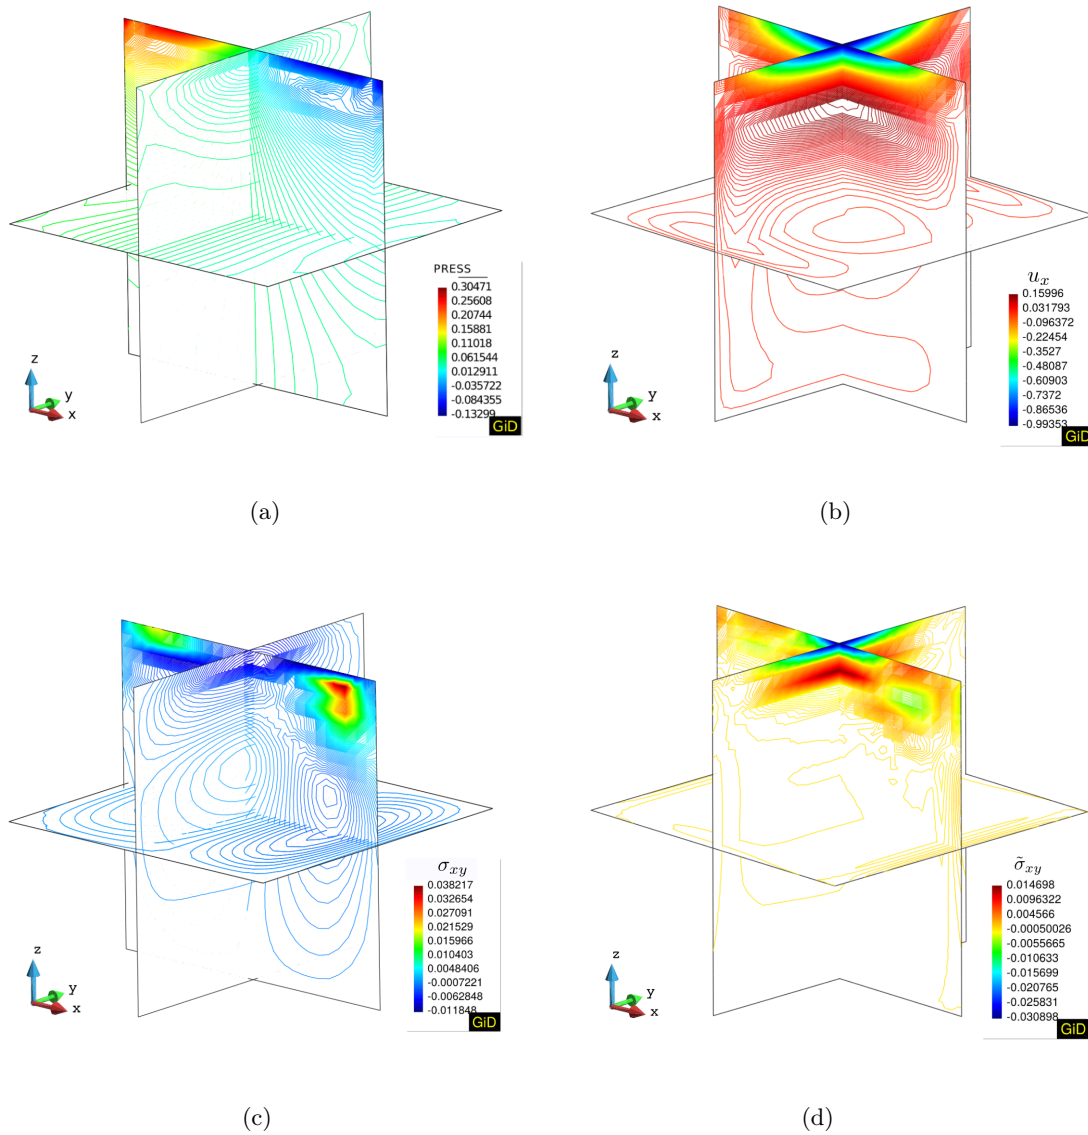 PRESS
0.30471
0.25608
0.20744
0.15881
0.11018
0.061544
0.012911
-0.035722
-0.084355
-0.13299
GiD
z
y
x
(a)
u_x
0.15996
0.031793
-0.096372
-0.22454
-0.3527
-0.48087
-0.60903
-0.7372
-0.86536
-0.99353
GiD
z
y
x
(b)
σ_xy
0.038217
0.032654
0.027091
0.021529
0.015966
0.010403
0.0048406
-0.0007221
-0.0062848
-0.011848
GiD
z
y
x
(c)
σ̃_xy
0.014698
0.0096322
0.004566
-0.00050026
-0.0055665
-0.010633
-0.015699
-0.020765
-0.025831
-0.030898
GiD
z
y
x
(d)